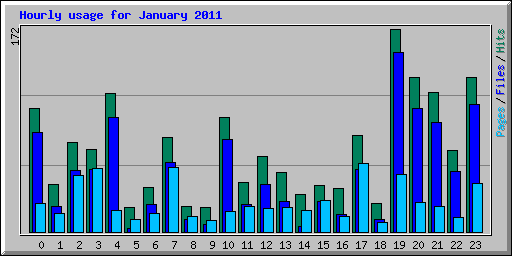 Hourly usage for January 2011
172
Pages / Files / Hits
0 1 2 3 4 5 6 7 8 9 10 11 12 13 14 15 16 17 18 19 20 21 22 23